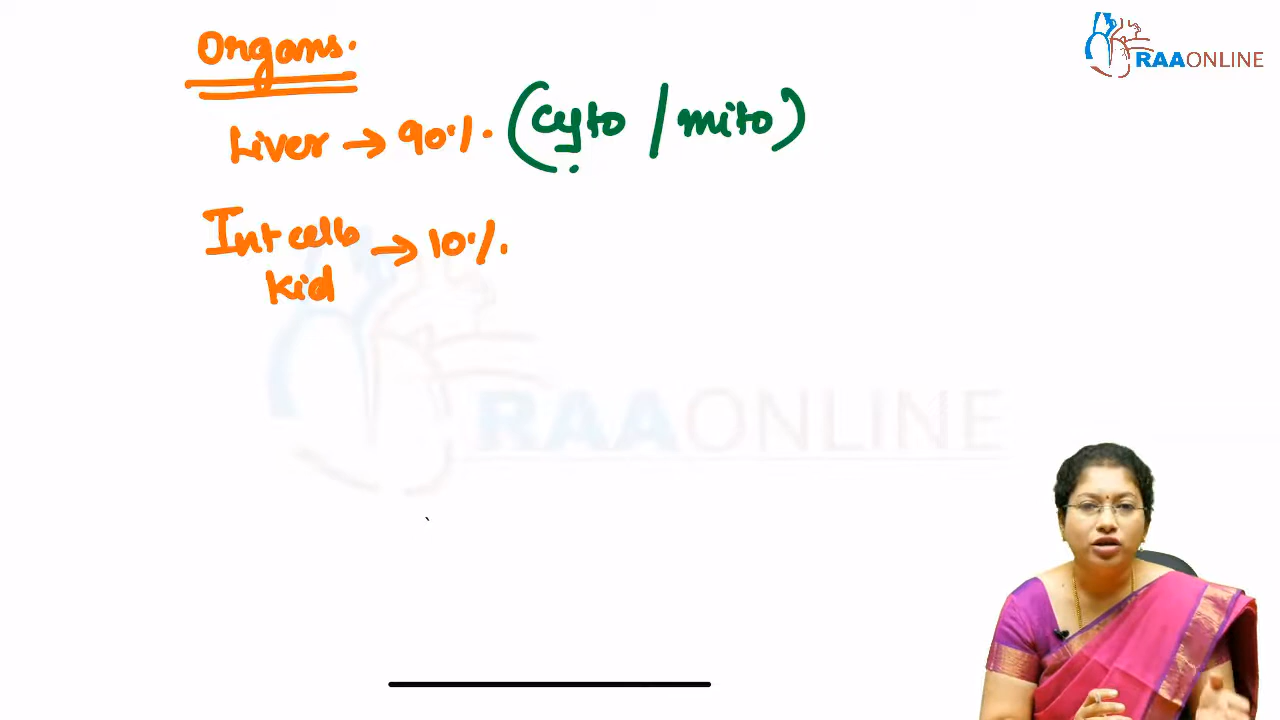 RAAONLINE
Organs.
Liver → 90%. (cyto / mito)
Int cells → 10%.
kid
RAAONLINE